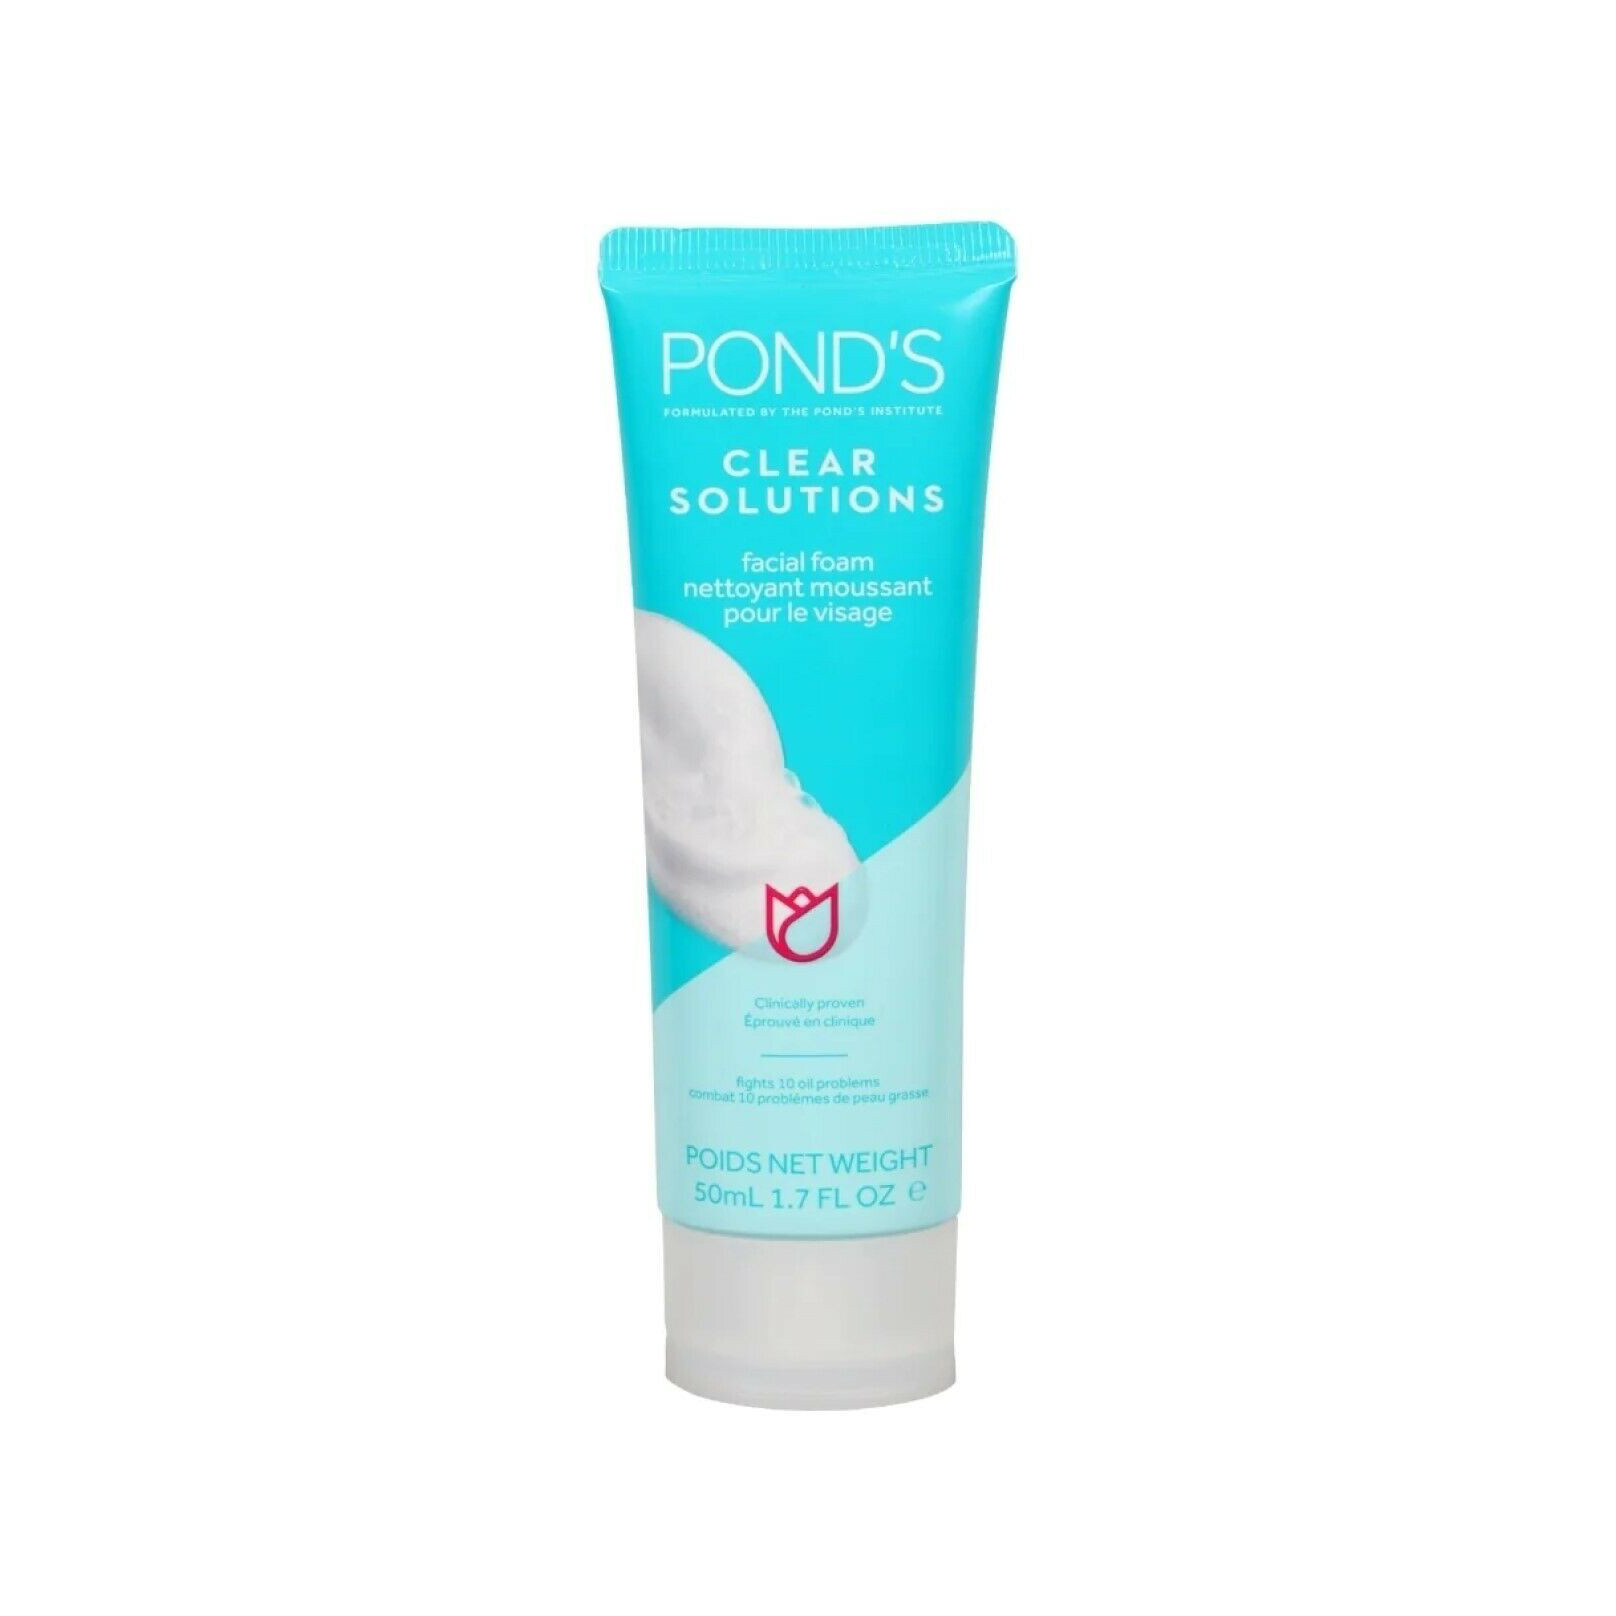 POND'S
FORMULATED BY THE POND'S INSTITUTE
CLEAR
SOLUTIONS
facial foam
nettoyant moussant
pour le visage
Clinically proven
Éprouvé en clinique
fights 10 oil problems
combat 10 problémes de peau grasse
POIDS NET WEIGHT
50mL 1.7 FL OZ ℮